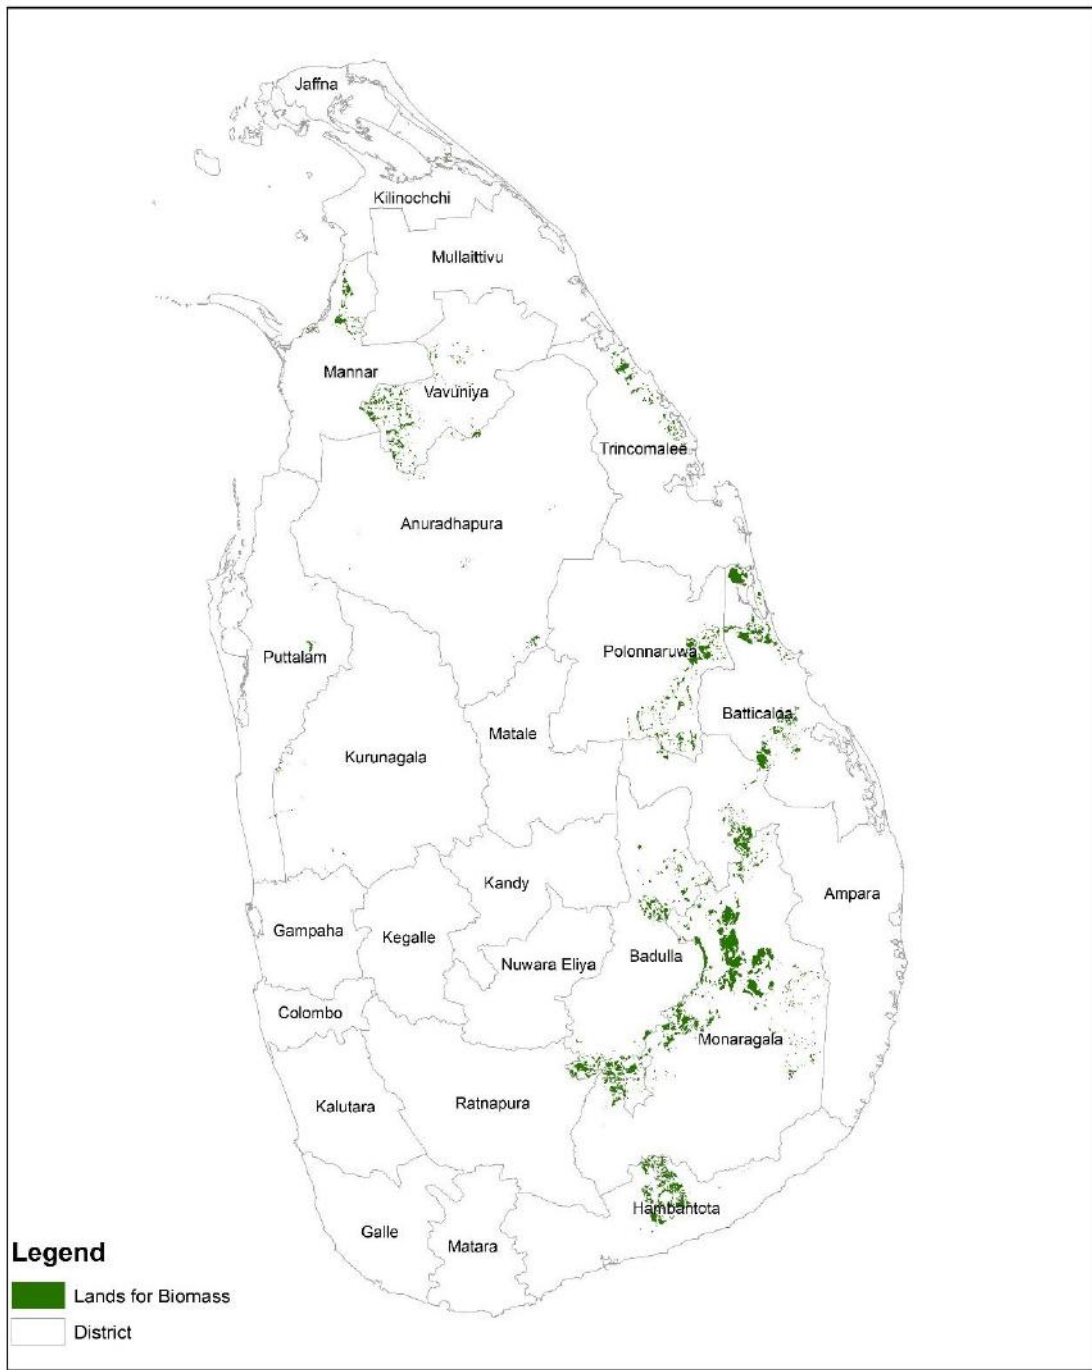 Jaffna
Kilinochchi
Mullaittivu
Mannar
Vavuniya
Trincomalee
Anuradhapura
Puttalam
Polonnaruwa
Batticaloa
Matale
Kurunagala
Kandy
Ampara
Gampaha
Kegalle
Nuwara Eliya
Badulla
Colombo
Monaragala
Kalutara
Ratnapura
Hambantota
Galle
Matara
Legend
Lands for Biomass
District